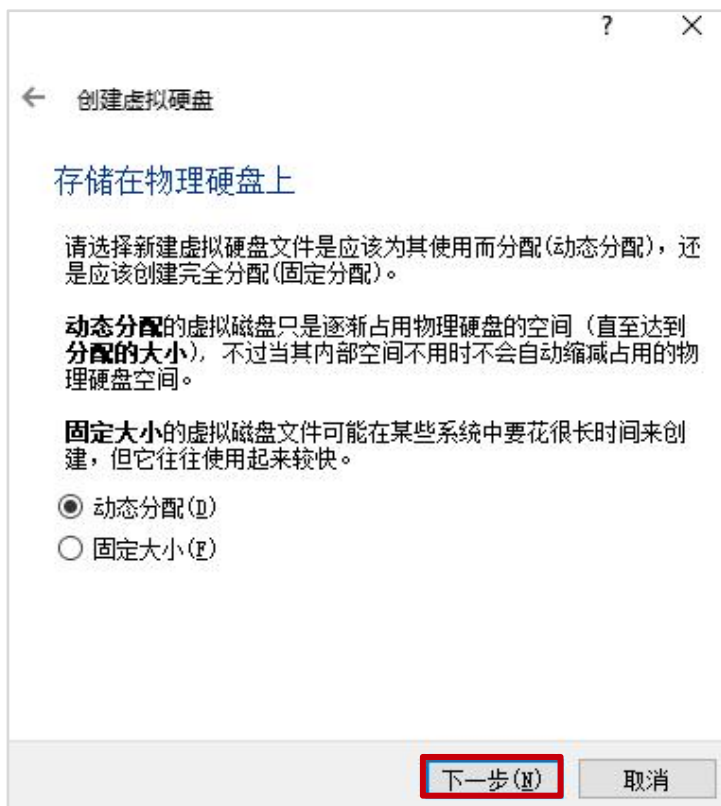 ?
创建虚拟硬盘
存储在物理硬盘上
请选择新建虚拟硬盘文件是应该为其使用而分配(动态分配)，还
是应该创建完全分配(固定分配)。
动态分配的虚拟磁盘只是逐渐占用物理硬盘的空间（直至达到
分配的大小），不过当其内部空间不用时不会自动缩减占用的物
理硬盘空间。
固定大小的虚拟磁盘文件可能在某些系统中要花很长时间来创
建，但它往往使用起来较快。
动态分配(D)
固定大小(F)
下一步(N) 取消